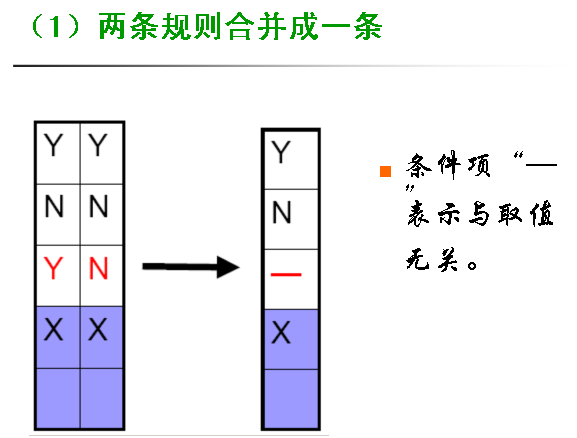 （1）两条规则合并成一条
Y Y Y
N N N
Y N —
X X X
条件项“—
”
表示与取值
无关。